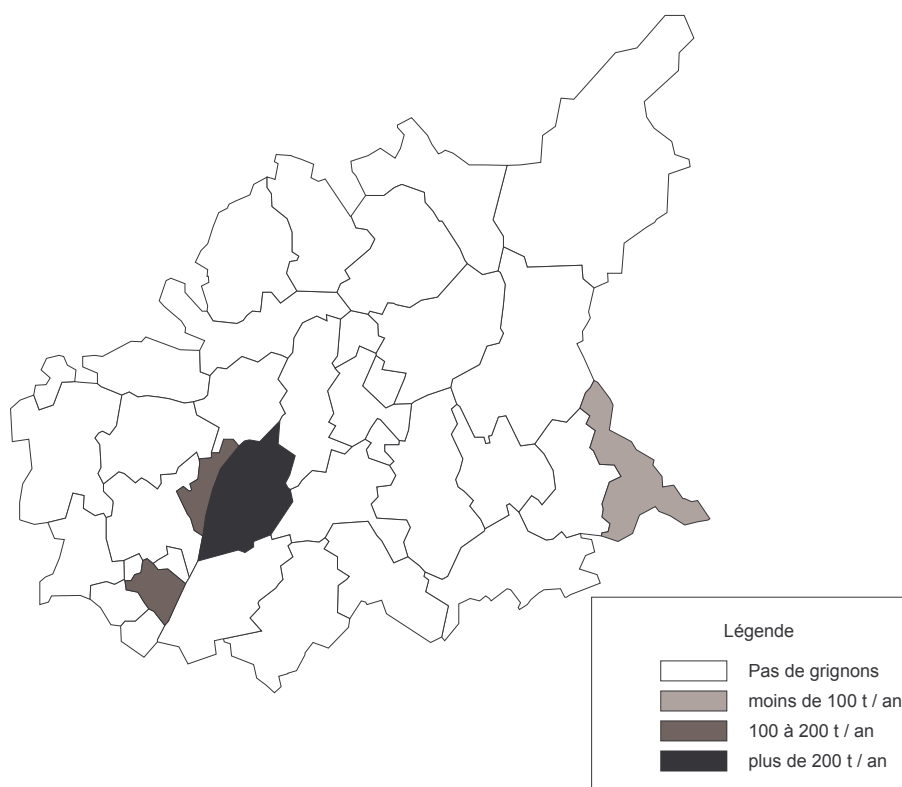 Légende
Pas de grignons
moins de 100 t / an
100 à 200 t / an
plus de 200 t / an